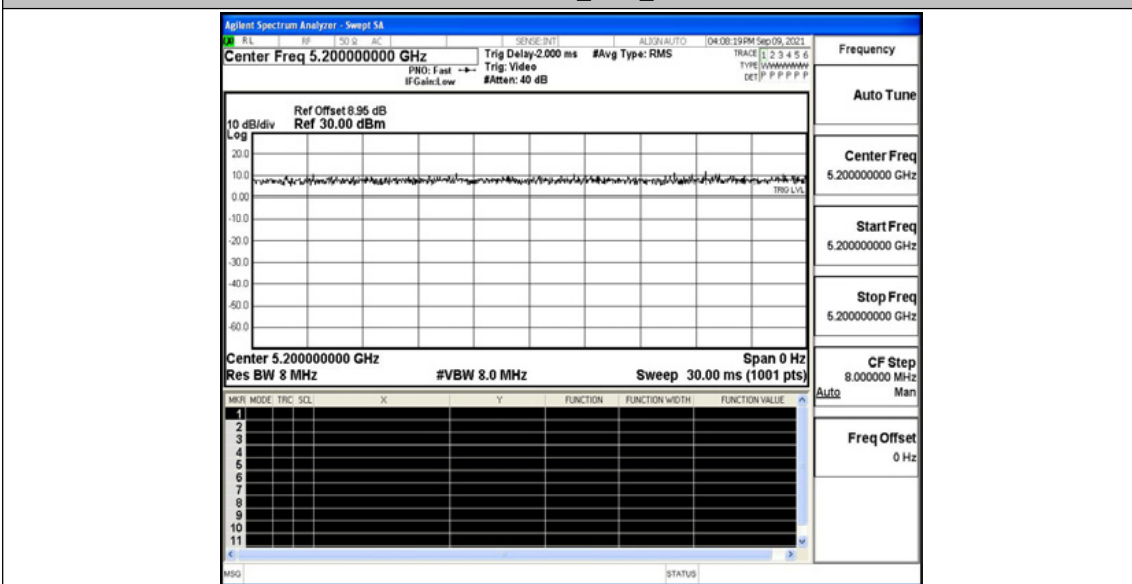 Agilent Spectrum Analyzer - Swept SA
RL RF 50 Ω AC SENSE:INT ALIGNAUTO 04:08:19PM Sep 09, 2021
Center Freq 5.200000000 GHz
PNO: Fast
IFGain:Low
Trig Delay-2.000 ms
Trig: Video
#Atten: 40 dB
#Avg Type: RMS
TRACE 1 2 3 4 5 6
TYPE
DET P P P P P P
Ref Offset 8.95 dB
10 dB/div Ref 30.00 dBm
Log
20.0
10.0
TRIG LVL
0.00
-10.0
-20.0
-30.0
-40.0
-50.0
-60.0
Center 5.200000000 GHz Span 0 Hz
Res BW 8 MHz #VBW 8.0 MHz Sweep 30.00 ms (1001 pts)
MKR MODE TRC SCL X Y FUNCTION FUNCTION WIDTH FUNCTION VALUE
1
2
3
4
5
6
7
8
9
10
11
MSG STATUS
Frequency
Auto Tune
Center Freq
5.200000000 GHz
Start Freq
5.200000000 GHz
Stop Freq
5.200000000 GHz
CF Step
8.000000 MHz
Auto Man
Freq Offset
0 Hz